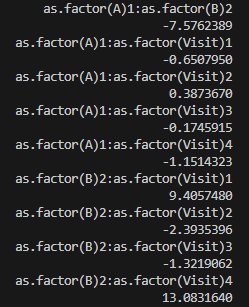 as.factor(A)1:as.factor(B)2
-7.5762389
as.factor(A)1:as.factor(Visit)1
-0.6507950
as.factor(A)1:as.factor(Visit)2
0.3873670
as.factor(A)1:as.factor(Visit)3
-0.1745915
as.factor(A)1:as.factor(Visit)4
-1.1514323
as.factor(B)2:as.factor(Visit)1
9.4057480
as.factor(B)2:as.factor(Visit)2
-2.3935396
as.factor(B)2:as.factor(Visit)3
-1.3219062
as.factor(B)2:as.factor(Visit)4
13.0831640